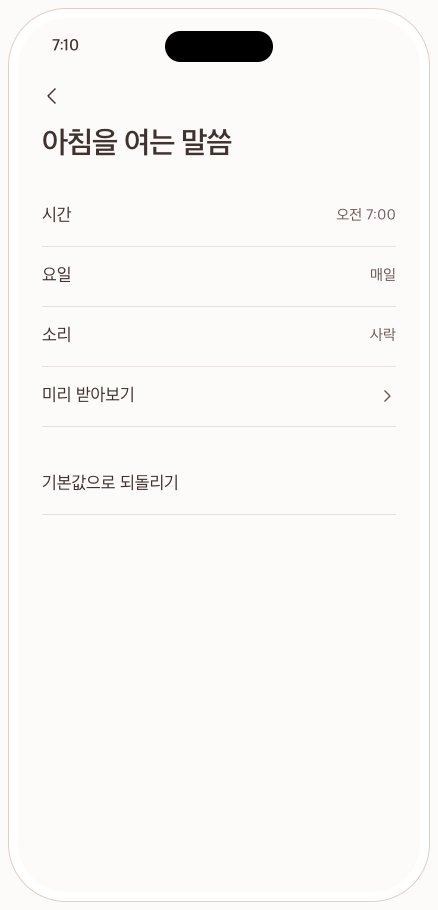 7:10
아침을 여는 말씀
시간 오전 7:00
요일 매일
소리 사락
미리 받아보기
기본값으로 되돌리기